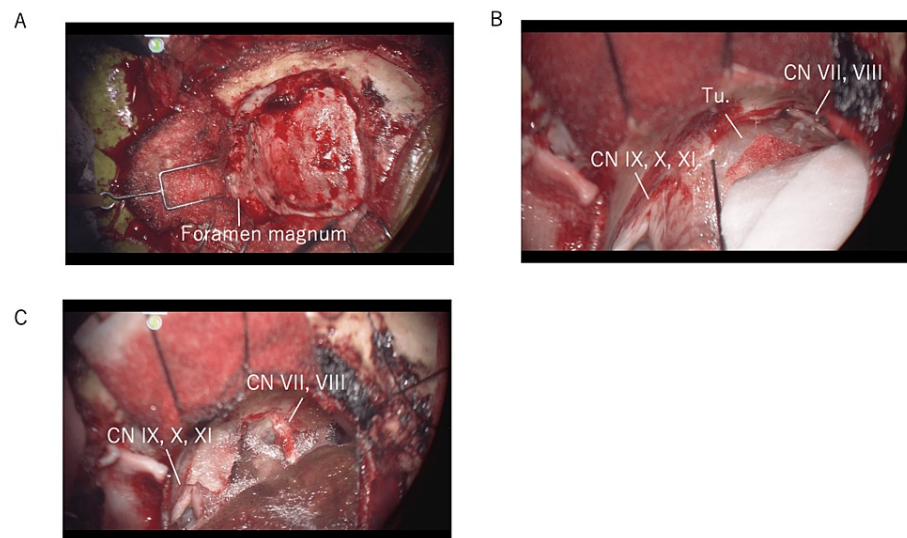 A
Foramen magnum
B
CN VII, VIII
Tu.
CN IX, X, XI
C
CN VII, VIII
CN IX, X, XI